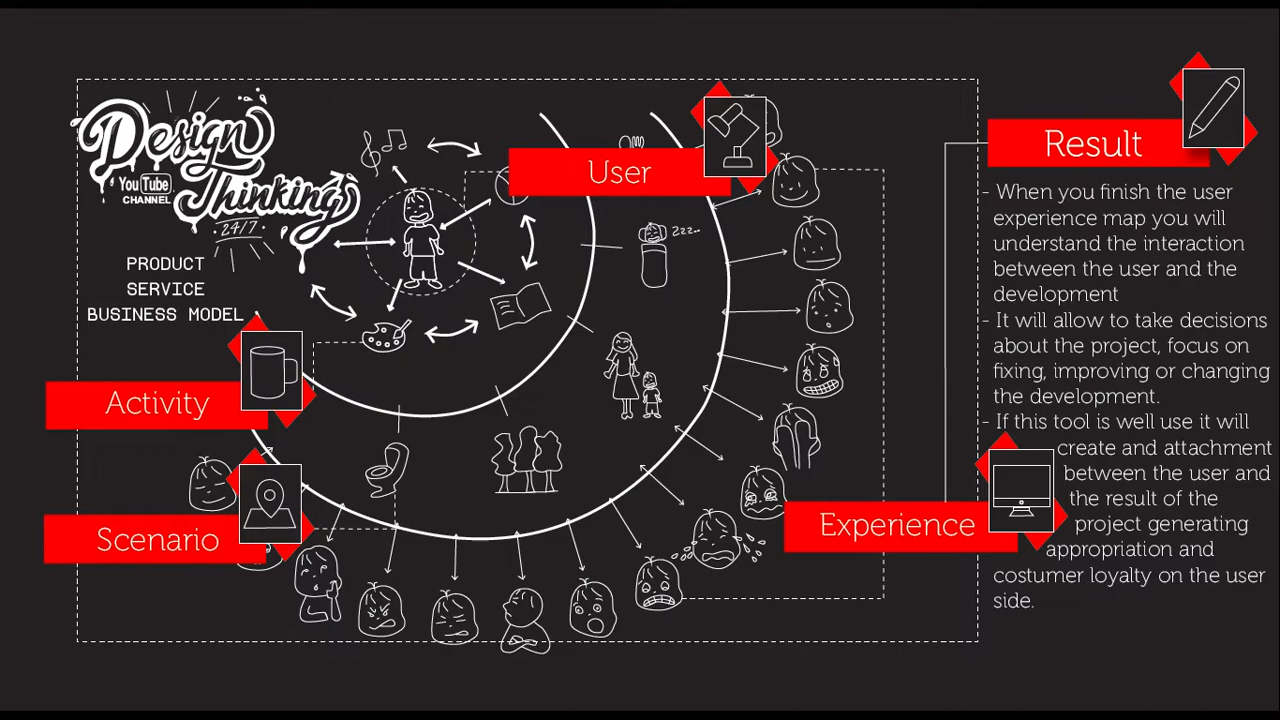 Design
YouTube
CHANNEL
Thinking
24/7
PRODUCT
SERVICE
BUSINESS MODEL
User
zzz..
Activity
Scenario
Experience
Result
- When you finish the user
experience map you will
understand the interaction
between the user and the
development
- It will allow to take decisions
about the project, focus on
fixing, improving or changing
the development.
- If this tool is well use it will
create and attachment
between the user and
the result of the
project generating
appropriation and
costumer loyalty on the user
side.